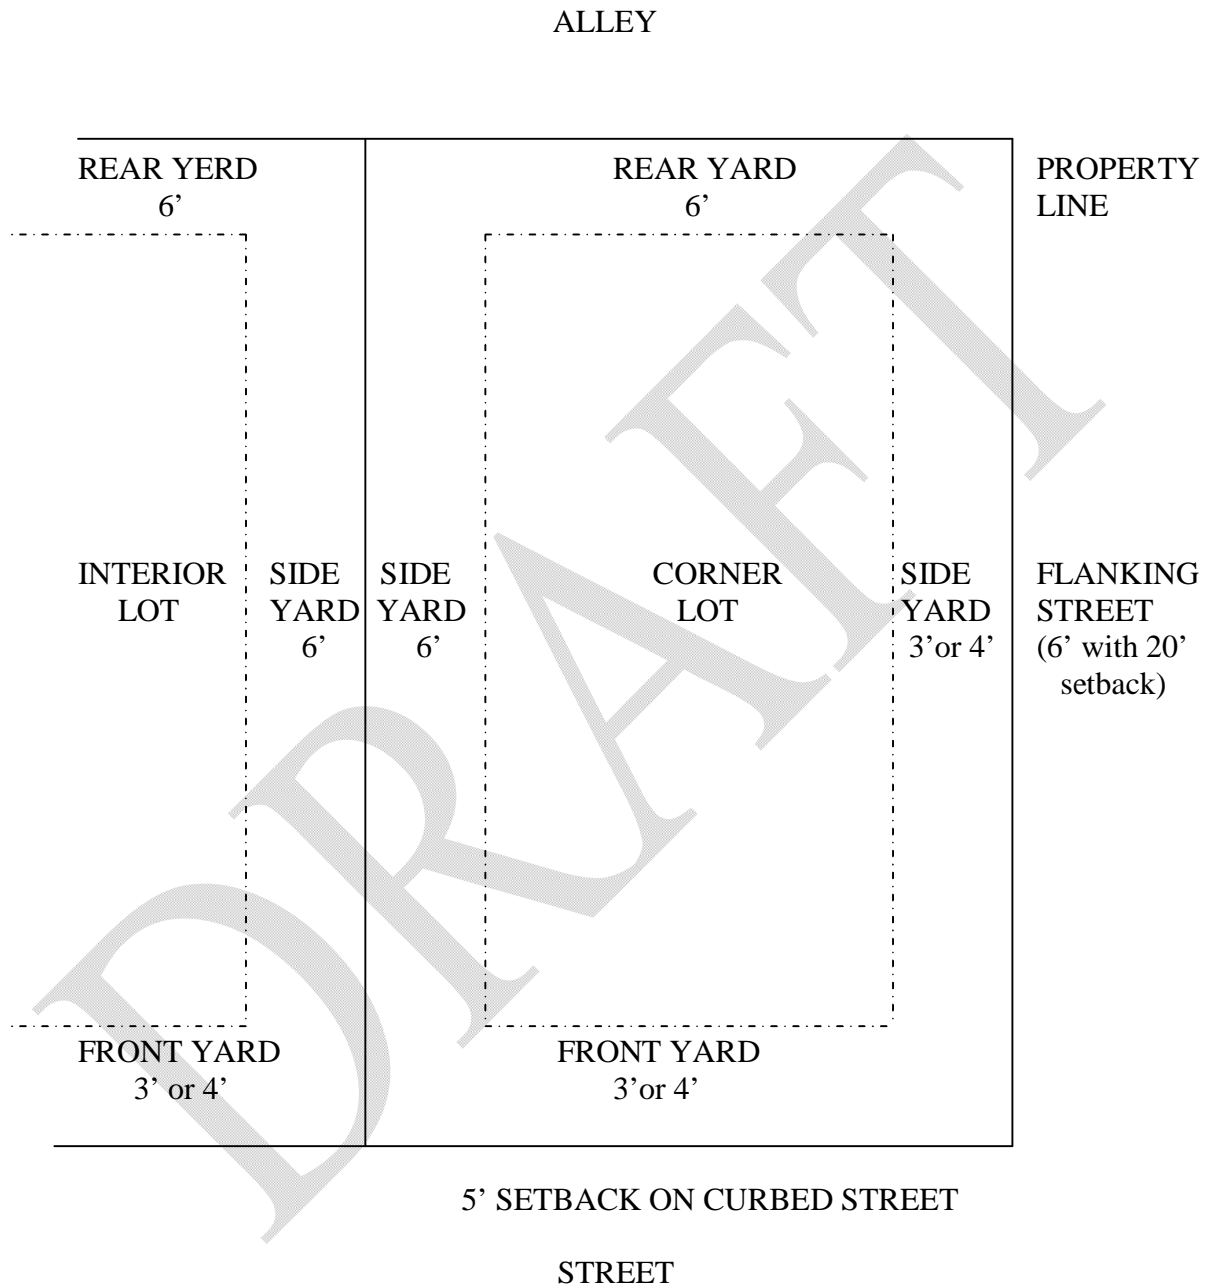 ALLEY
REAR YERD
6’
REAR YARD
6’
PROPERTY
LINE
INTERIOR
LOT
SIDE
YARD
6’
SIDE
YARD
6’
CORNER
LOT
SIDE
YARD
3’or 4’
FLANKING
STREET
(6’ with 20’
setback)
FRONT YARD
3’ or 4’
FRONT YARD
3’or 4’
5’ SETBACK ON CURBED STREET
STREET
DRAFT